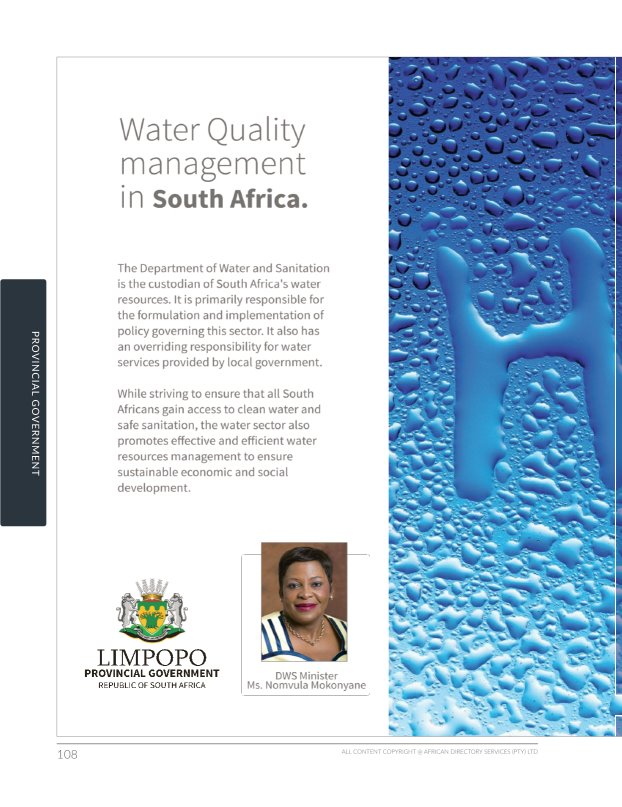 Water Quality
management
in South Africa.
The Department of Water and Sanitation
is the custodian of South Africa's water
resources. It is primarily responsible for
the formulation and implementation of
policy governing this sector. It also has
an overriding responsibility for water
services provided by local government.
While striving to ensure that all South
Africans gain access to clean water and
safe sanitation, the water sector also
promotes effective and efficient water
resources management to ensure
sustainable economic and social
development.
PROVINCIAL GOVERNMENT
H
LIMPOPO
PROVINCIAL GOVERNMENT
REPUBLIC OF SOUTH AFRICA
DWS Minister
Ms. Nomvula Mokonyane
108
ALL CONTENT COPYRIGHT @ AFRICAN DIRECTORY SERVICES (PTY) LTD